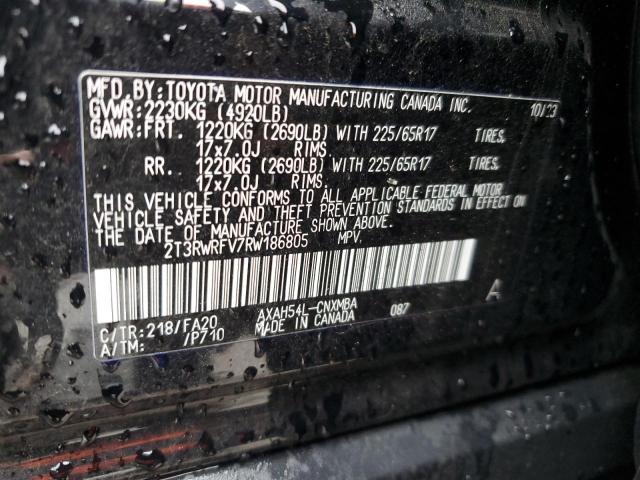 MFD. BY: TOYOTA MOTOR MANUFACTURING CANADA INC. 10/23
GVWR: 2230KG (4920LB)
GAWR: FRT. 1220KG (2690LB) WITH 225/65R17 TIRES,
17x7.0J RIMS,
RR. 1220KG (2690LB) WITH 225/65R17 TIRES,
17x7.0J RIMS,
THIS VEHICLE CONFORMS TO ALL APPLICABLE FEDERAL MOTOR
VEHICLE SAFETY AND THEFT PREVENTION STANDARDS IN EFFECT ON
THE DATE OF MANUFACTURE SHOWN ABOVE.
2T3RWRFV7RW186805 MPV.
C/TR: 218/FA20 AXAH54L-CNXMBA 087 A
A/TM: /P710 MADE IN CANADA